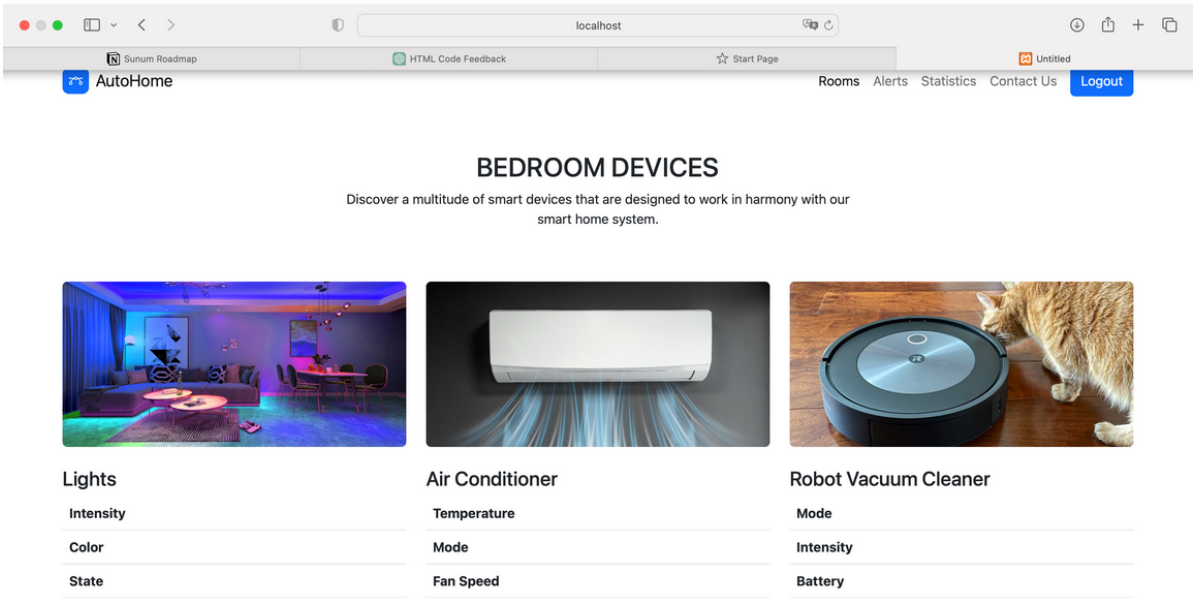 localhost
Sunum Roadmap
HTML Code Feedback
Start Page
Untitled
AutoHome
Rooms Alerts Statistics Contact Us Logout
BEDROOM DEVICES
Discover a multitude of smart devices that are designed to work in harmony with our
smart home system.
Lights
Intensity
Color
State
Air Conditioner
Temperature
Mode
Fan Speed
Robot Vacuum Cleaner
Mode
Intensity
Battery